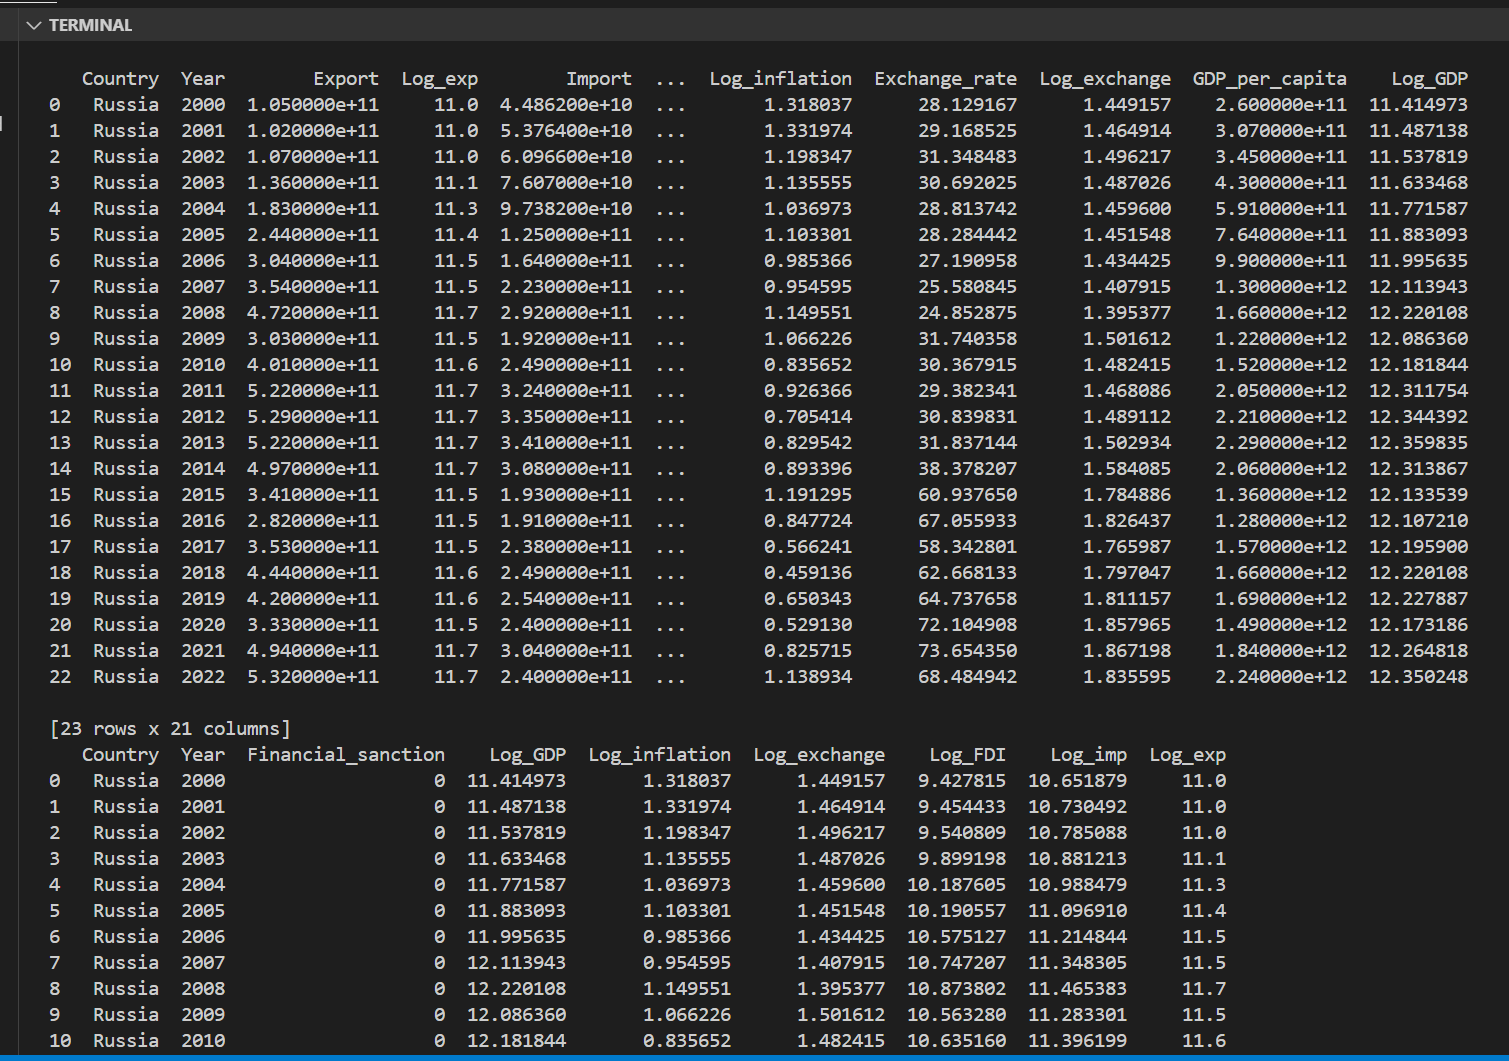 TERMINAL
Country Year Export Log_exp Import ... Log_inflation Exchange_rate Log_exchange GDP_per_capita Log_GDP
0 Russia 2000 1.050000e+11 11.0 4.486200e+10 ... 1.318037 28.129167 1.449157 2.600000e+11 11.414973
1 Russia 2001 1.020000e+11 11.0 5.376400e+10 ... 1.331974 29.168525 1.464914 3.070000e+11 11.487138
2 Russia 2002 1.070000e+11 11.0 6.096600e+10 ... 1.198347 31.348483 1.496217 3.450000e+11 11.537819
3 Russia 2003 1.360000e+11 11.1 7.607000e+10 ... 1.135555 30.692025 1.487026 4.300000e+11 11.633468
4 Russia 2004 1.830000e+11 11.3 9.738200e+10 ... 1.036973 28.813742 1.459600 5.910000e+11 11.771587
5 Russia 2005 2.440000e+11 11.4 1.250000e+11 ... 1.103301 28.284442 1.451548 7.640000e+11 11.883093
6 Russia 2006 3.040000e+11 11.5 1.640000e+11 ... 0.985366 27.190958 1.434425 9.900000e+11 11.995635
7 Russia 2007 3.540000e+11 11.5 2.230000e+11 ... 0.954595 25.580845 1.407915 1.300000e+12 12.113943
8 Russia 2008 4.720000e+11 11.7 2.920000e+11 ... 1.149551 24.852875 1.395377 1.660000e+12 12.220108
9 Russia 2009 3.030000e+11 11.5 1.920000e+11 ... 1.066226 31.740358 1.501612 1.220000e+12 12.086360
10 Russia 2010 4.010000e+11 11.6 2.490000e+11 ... 0.835652 30.367915 1.482415 1.520000e+12 12.181844
11 Russia 2011 5.220000e+11 11.7 3.240000e+11 ... 0.926366 29.382341 1.468086 2.050000e+12 12.311754
12 Russia 2012 5.290000e+11 11.7 3.350000e+11 ... 0.705414 30.839831 1.489112 2.210000e+12 12.344392
13 Russia 2013 5.220000e+11 11.7 3.410000e+11 ... 0.829542 31.837144 1.502934 2.290000e+12 12.359835
14 Russia 2014 4.970000e+11 11.7 3.080000e+11 ... 0.893396 38.378207 1.584085 2.060000e+12 12.313867
15 Russia 2015 3.410000e+11 11.5 1.930000e+11 ... 1.191295 60.937650 1.784886 1.360000e+12 12.133539
16 Russia 2016 2.820000e+11 11.5 1.910000e+11 ... 0.847724 67.055933 1.826437 1.280000e+12 12.107210
17 Russia 2017 3.530000e+11 11.5 2.380000e+11 ... 0.566241 58.342801 1.765987 1.570000e+12 12.195900
18 Russia 2018 4.440000e+11 11.6 2.490000e+11 ... 0.459136 62.668133 1.797047 1.660000e+12 12.220108
19 Russia 2019 4.200000e+11 11.6 2.540000e+11 ... 0.650343 64.737658 1.811157 1.690000e+12 12.227887
20 Russia 2020 3.330000e+11 11.5 2.400000e+11 ... 0.529130 72.104908 1.857965 1.490000e+12 12.173186
21 Russia 2021 4.940000e+11 11.7 3.040000e+11 ... 0.825715 73.654350 1.867198 1.840000e+12 12.264818
22 Russia 2022 5.320000e+11 11.7 2.400000e+11 ... 1.138934 68.484942 1.835595 2.240000e+12 12.350248
[23 rows x 21 columns]
Country Year Financial_sanction Log_GDP Log_inflation Log_exchange Log_FDI Log_imp Log_exp
0 Russia 2000 0 11.414973 1.318037 1.449157 9.427815 10.651879 11.0
1 Russia 2001 0 11.487138 1.331974 1.464914 9.454433 10.730492 11.0
2 Russia 2002 0 11.537819 1.198347 1.496217 9.540809 10.785088 11.0
3 Russia 2003 0 11.633468 1.135555 1.487026 9.899198 10.881213 11.1
4 Russia 2004 0 11.771587 1.036973 1.459600 10.187605 10.988479 11.3
5 Russia 2005 0 11.883093 1.103301 1.451548 10.190557 11.096910 11.4
6 Russia 2006 0 11.995635 0.985366 1.434425 10.575127 11.214844 11.5
7 Russia 2007 0 12.113943 0.954595 1.407915 10.747207 11.348305 11.5
8 Russia 2008 0 12.220108 1.149551 1.395377 10.873802 11.465383 11.7
9 Russia 2009 0 12.086360 1.066226 1.501612 10.563280 11.283301 11.5
10 Russia 2010 0 12.181844 0.835652 1.482415 10.635160 11.396199 11.6